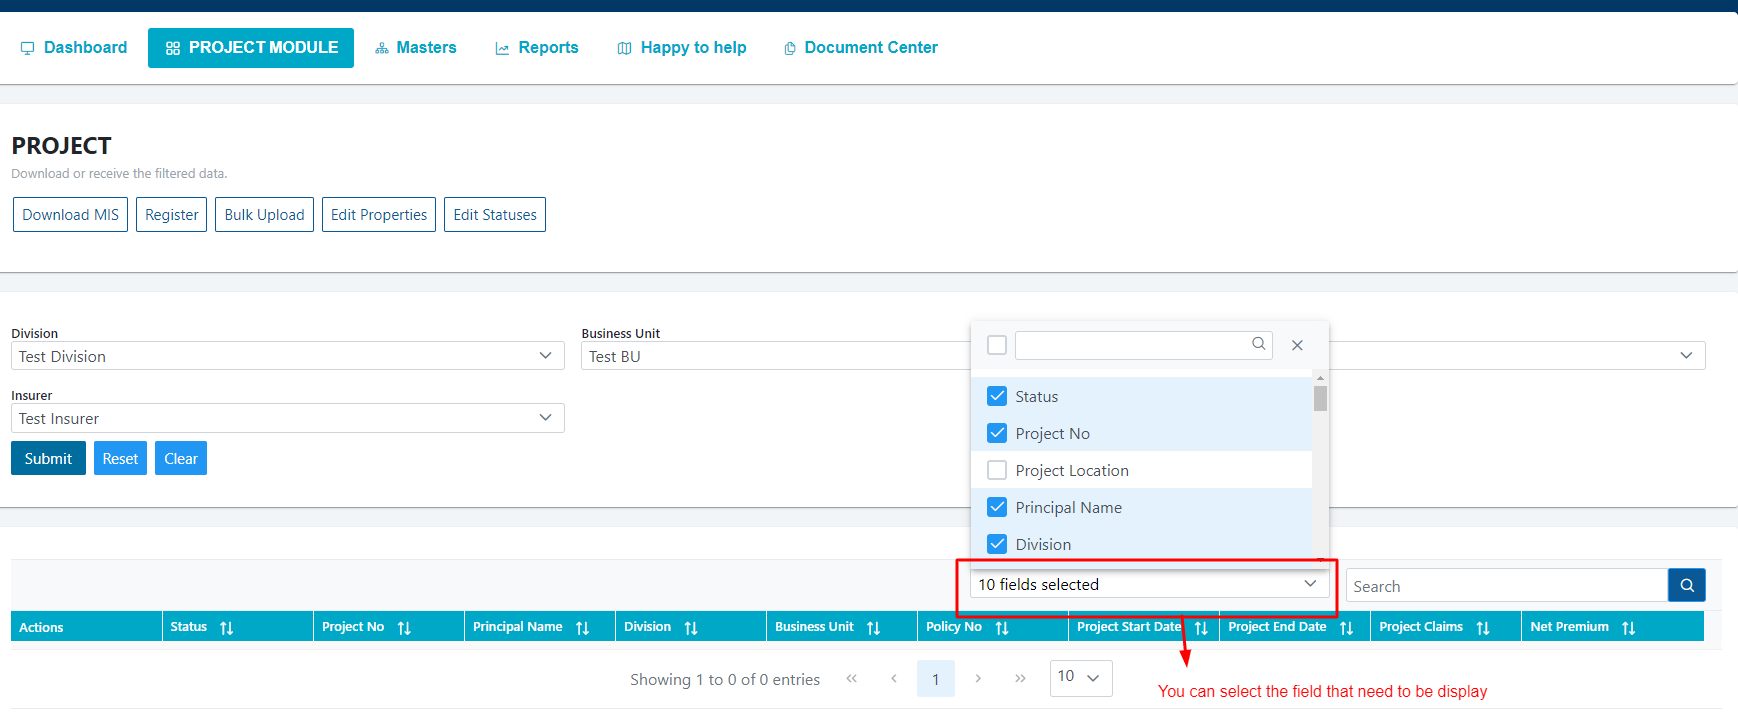 Dashboard PROJECT MODULE Masters Reports Happy to help Document Center
PROJECT
Download or receive the filtered data.
Download MIS Register Bulk Upload Edit Properties Edit Statuses
Division Business Unit
Test Division Test BU
Insurer
Test Insurer
Submit Reset Clear
Status
Project No
Project Location
Principal Name
Division
10 fields selected Search
Actions Status Project No Principal Name Division Business Unit Policy No Project Start Date Project End Date Project Claims Net Premium
Showing 1 to 0 of 0 entries « ‹ 1 › » 10
You can select the field that need to be display